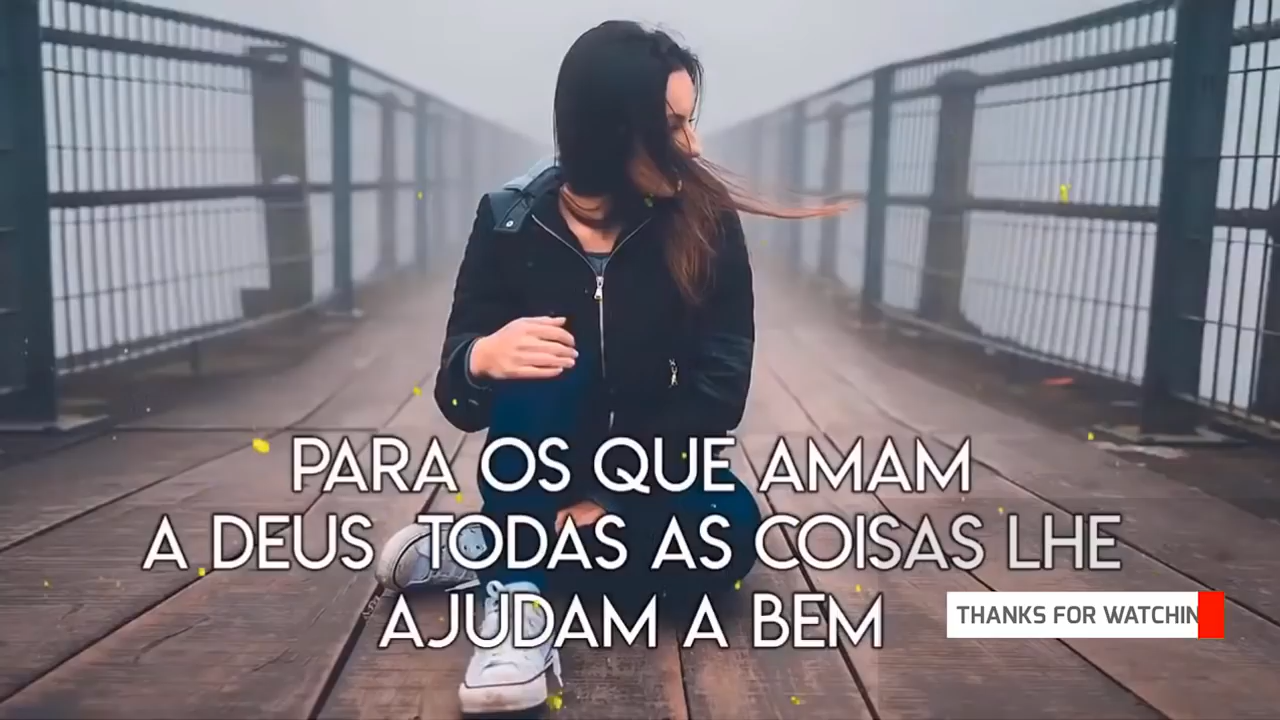 PARA OS QUE AMAM
A DEUS TODAS AS COISAS LHE
AJUDAM A BEM
THANKS FOR WATCHIN